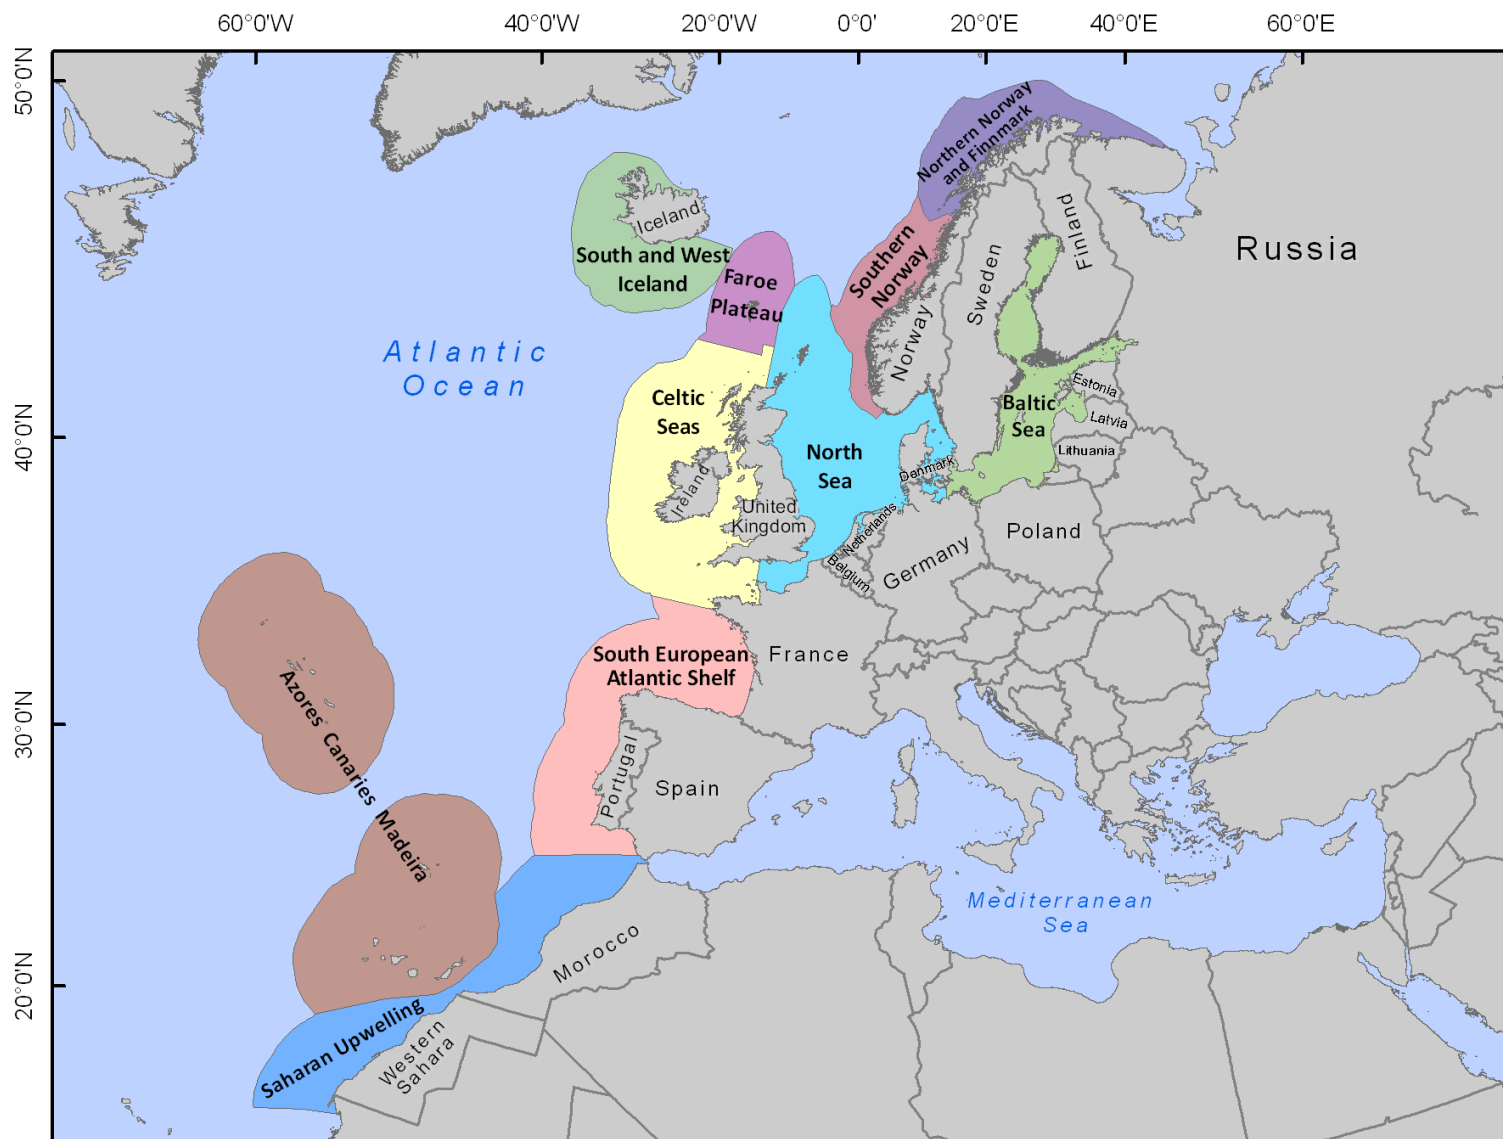 60°0'W 40°0'W 20°0'W 0°0' 20°0'E 40°0'E 60°0'E
50°0'N
40°0'N
30°0'N
20°0'N
Northern Norway
and Finnmark
Iceland
South and West
Iceland
Faroe
Plateau
Southern
Norway
Norway
Sweden
Finland
Russia
Atlantic
Ocean
Celtic
Seas
North
Sea
Baltic
Sea
Estonia
Latvia
Lithuania
Danmark
Ireland
United
Kingdom
Netherlands
Belgium
Germany
Poland
South European
Atlantic Shelf
France
Azores Canaries Madeira
Portugal
Spain
Mediterranean
Sea
Morocco
Saharan Upwelling
Western
Sahara